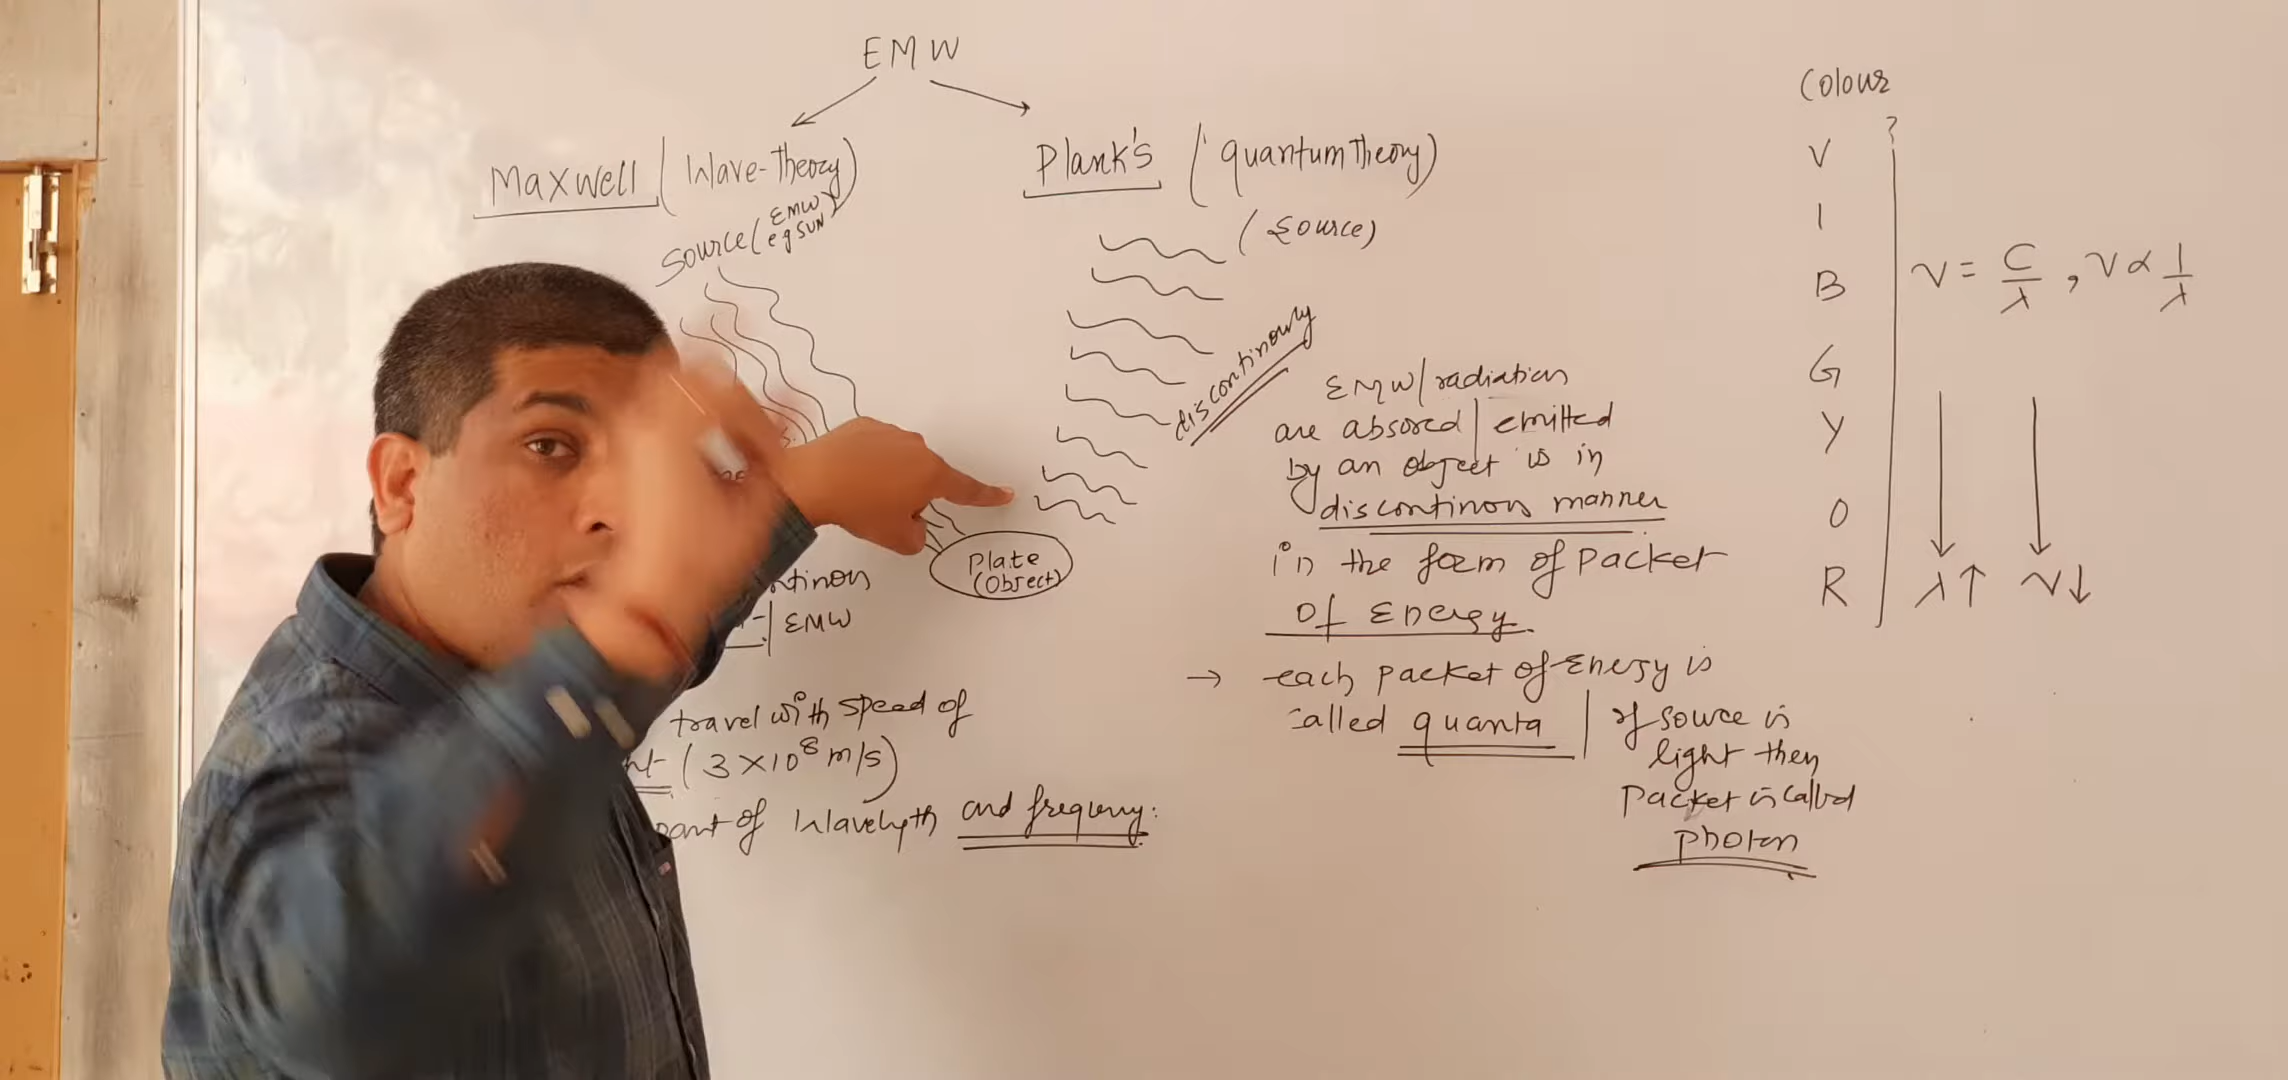 EMW
Maxwell (Wave-Theory)
Source (EMW
eg SUN)
Plate
(Object)
EMW
travel with speed of
(3×10⁸ m/s)
of wavelength and frequency.
Plank's (quantum Theory)
(Source)
discontinously
EMW/radiation
are absored/emitted
by an object is in
discontinous manner
in the form of packet
of Energy.
→ each packet of Energy is
called quanta | if source is
light then
packet is called
photon
Colour
V
I
B
G
Y
O
R
ν = C/λ , ν ∝ 1/λ
λ↑ ν↓